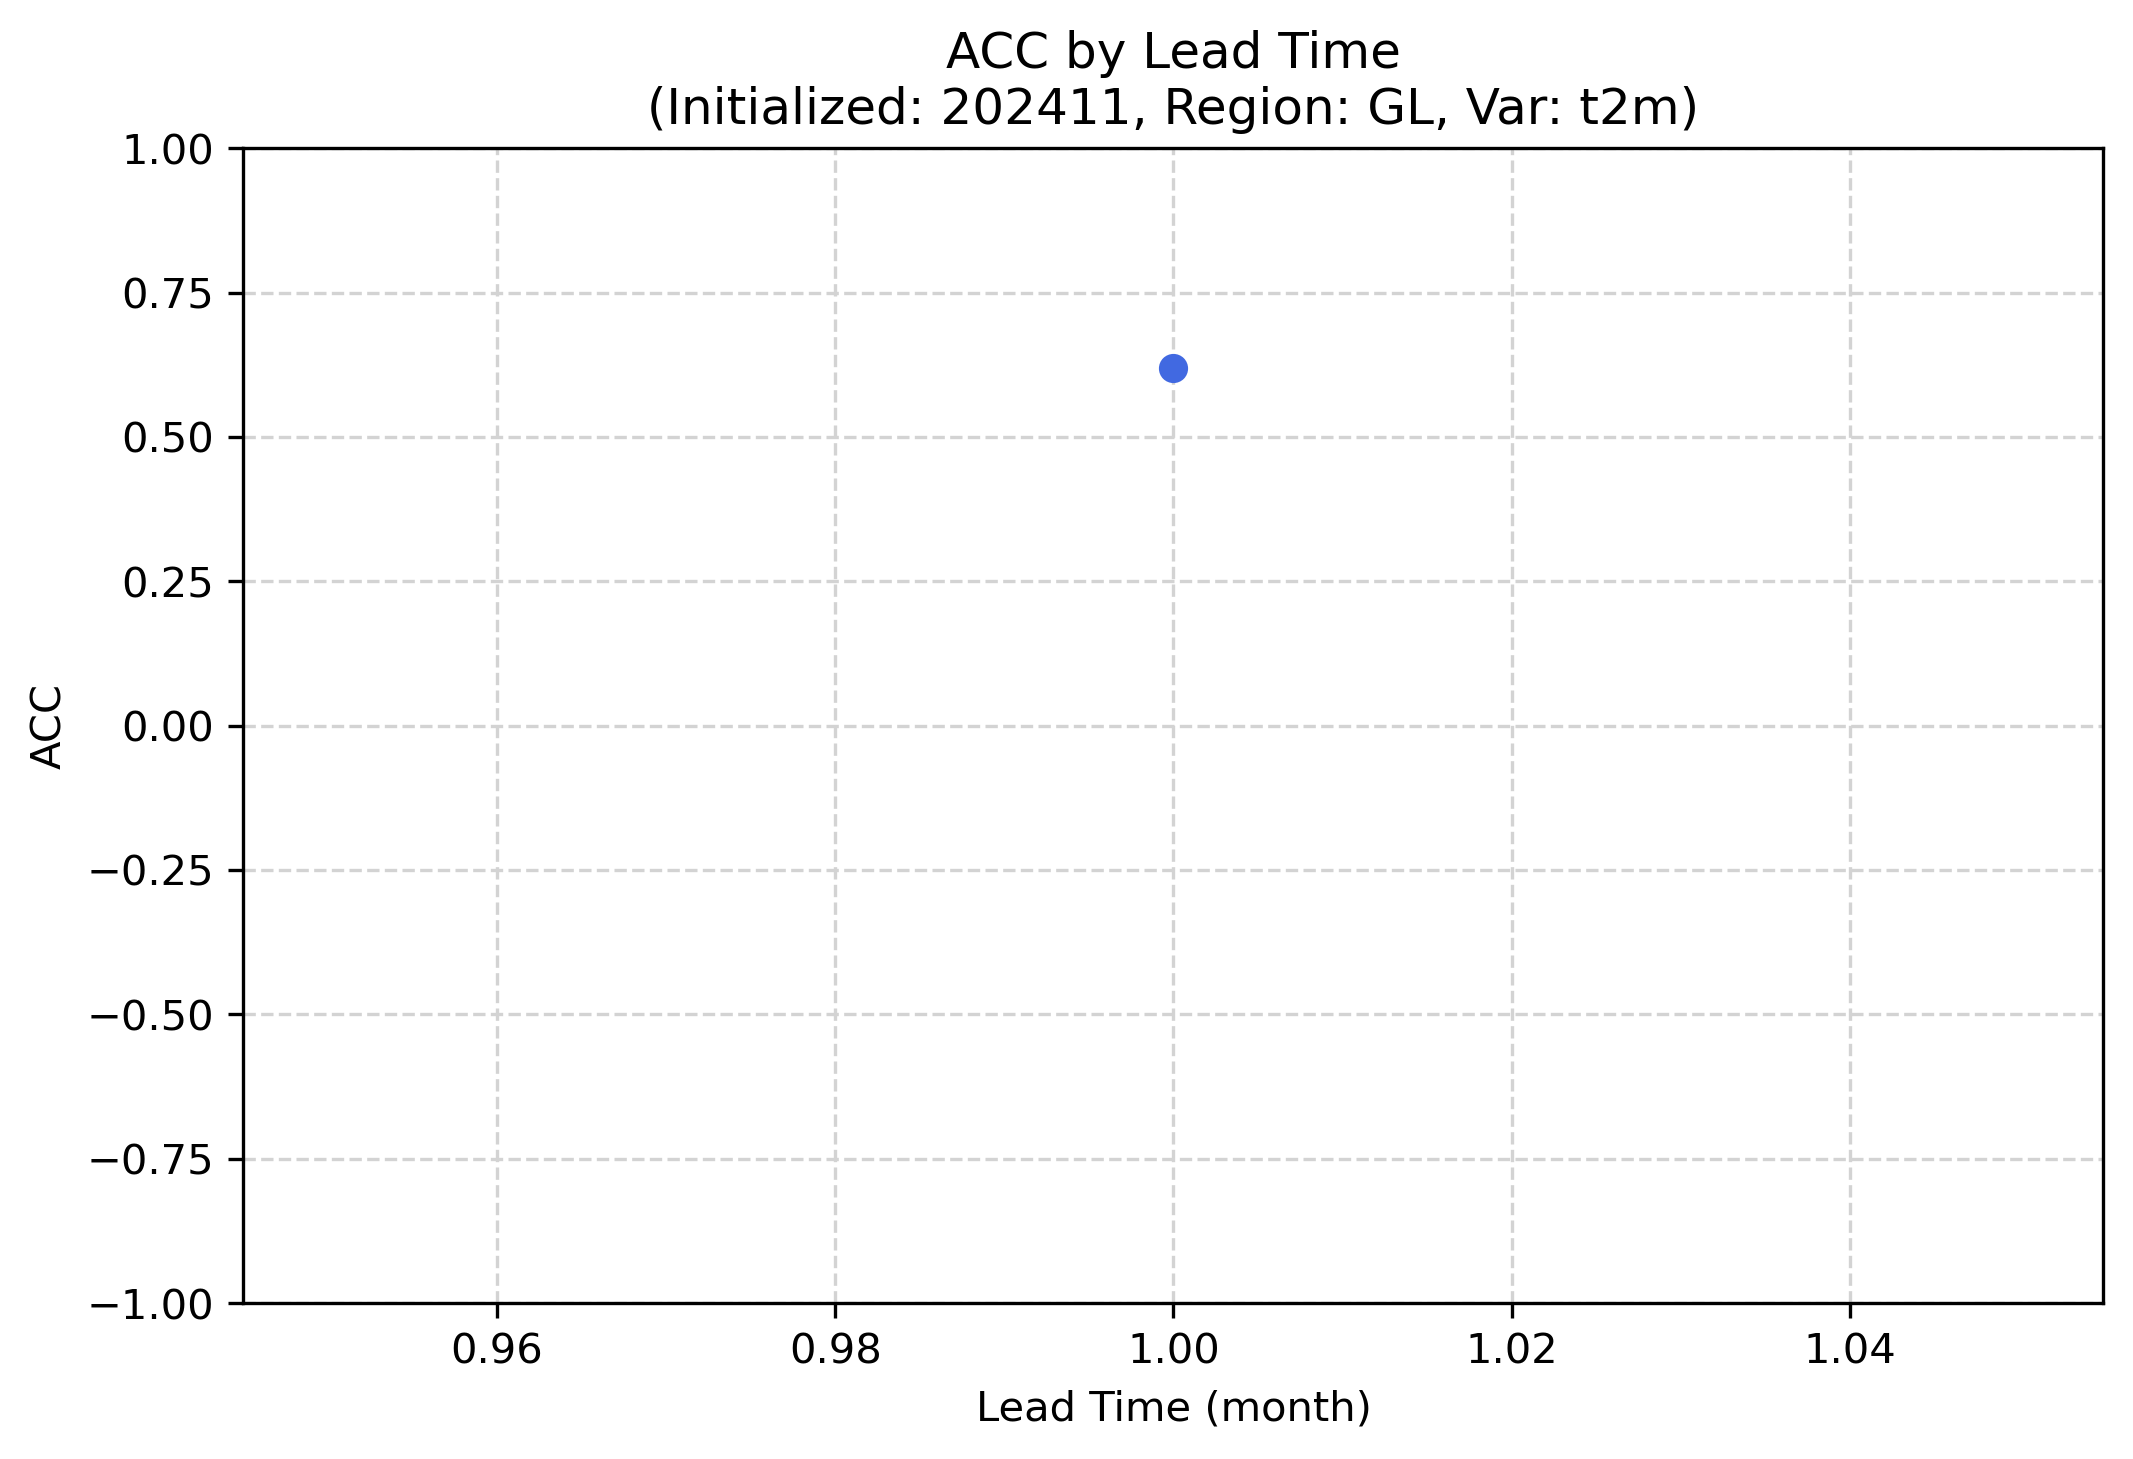 ACC by Lead Time
(Initialized: 202411, Region: GL, Var: t2m)
1.00
0.75
0.50
0.25
0.00
−0.25
−0.50
−0.75
−1.00
ACC
0.96 0.98 1.00 1.02 1.04
Lead Time (month)